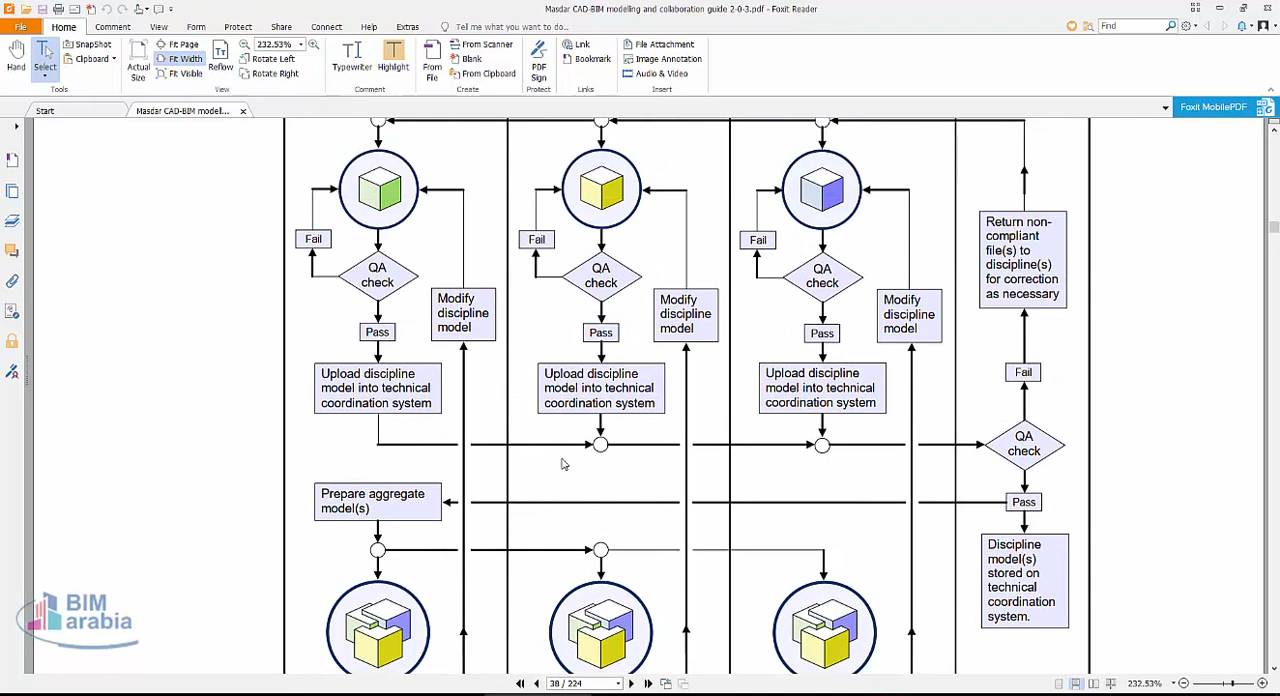 Masdar CAD-BIM modeling and collaboration guide 2-0-3.pdf - Foxit Reader
File Home Comment View Form Protect Share Connect Help Extras Tell me what you want to do... Find
Hand
Select
SnapShot
Clipboard
Tools
Actual Size
Fit Page
Fit Width
Fit Visible
Reflow
232.53%
Rotate Left
Rotate Right
View
Typewriter
Highlight
Comment
From File
From Scanner
Blank
From Clipboard
Create
PDF Sign
Protect
Link
Bookmark
Links
File Attachment
Image Annotation
Audio & Video
Insert
Start
Masdar CAD-BIM modell...
Foxit MobilePDF
Return non-
compliant
file(s) to
discipline(s)
for correction
as necessary
Fail
Fail
Fail
QA
check
QA
check
QA
check
Modify
discipline
model
Modify
discipline
model
Modify
discipline
model
Pass
Pass
Pass
Fail
Upload discipline
model into technical
coordination system
Upload discipline
model into technical
coordination system
Upload discipline
model into technical
coordination system
QA
check
Prepare aggregate
model(s)
Pass
Discipline
model(s)
stored on
technical
coordination
system.
BIM
arabia
38 / 224
232.53%